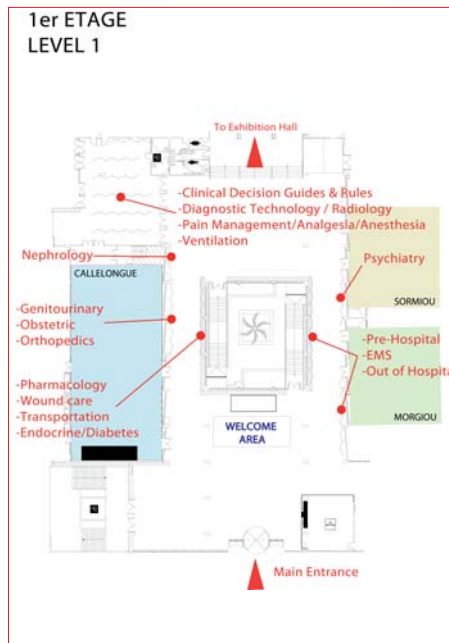 1er ETAGE
LEVEL 1
To Exhibition Hall
-Clinical Decision Guides & Rules
-Diagnostic Technology / Radiology
-Pain Management/Analgesia/Anesthesia
-Ventilation
Nephrology
Psychiatry
CALLELONGUE
SORMIOU
-Genitourinary
-Obstetric
-Orthopedics
-Pre-Hospital
-EMS
-Out of Hospita
-Pharmacology
-Wound care
-Transportation
-Endocrine/Diabetes
MORGIOU
WELCOME
AREA
Main Entrance